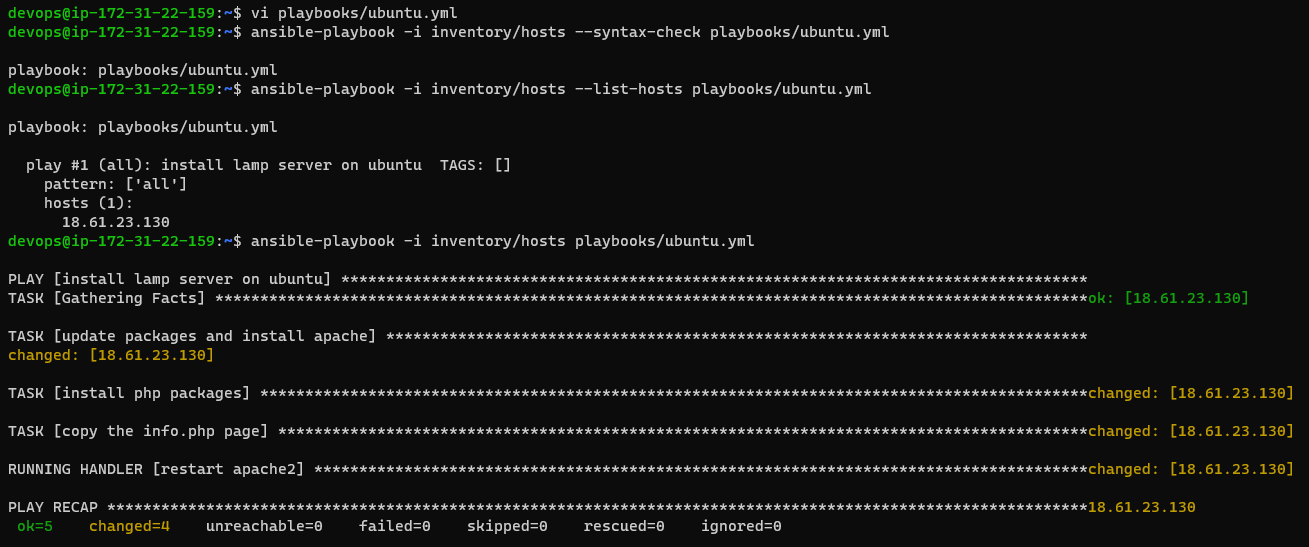 devops@ip-172-31-22-159:~$ vi playbooks/ubuntu.yml
devops@ip-172-31-22-159:~$ ansible-playbook -i inventory/hosts --syntax-check playbooks/ubuntu.yml
playbook: playbooks/ubuntu.yml
devops@ip-172-31-22-159:~$ ansible-playbook -i inventory/hosts --list-hosts playbooks/ubuntu.yml
playbook: playbooks/ubuntu.yml
  play #1 (all): install lamp server on ubuntu  TAGS: []
    pattern: ['all']
    hosts (1):
      18.61.23.130
devops@ip-172-31-22-159:~$ ansible-playbook -i inventory/hosts playbooks/ubuntu.yml
PLAY [install lamp server on ubuntu] ***********************************************************************************
TASK [Gathering Facts] *************************************************************************************************ok: [18.61.23.130]
TASK [update packages and install apache] ******************************************************************************
changed: [18.61.23.130]
TASK [install php packages] ********************************************************************************************changed: [18.61.23.130]
TASK [copy the info.php page] ******************************************************************************************changed: [18.61.23.130]
RUNNING HANDLER [restart apache2] **************************************************************************************changed: [18.61.23.130]
PLAY RECAP *************************************************************************************************************18.61.23.130
 ok=5    changed=4    unreachable=0    failed=0    skipped=0    rescued=0    ignored=0